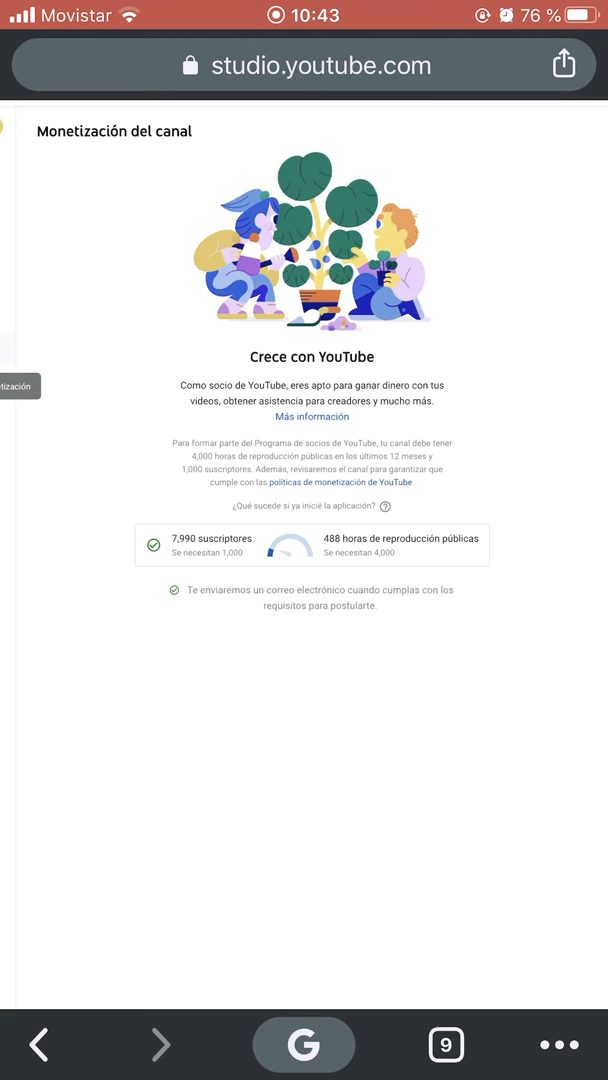 Movistar 10:43 76 %
studio.youtube.com
Monetización del canal
Crece con YouTube
tización
Como socio de YouTube, eres apto para ganar dinero con tus
videos, obtener asistencia para creadores y mucho más.
Más información
Para formar parte del Programa de socios de YouTube, tu canal debe tener
4,000 horas de reproducción públicas en los últimos 12 meses y
1,000 suscriptores. Además, revisaremos el canal para garantizar que
cumple con las políticas de monetización de YouTube.
¿Qué sucede si ya inicié la aplicación? ?
7,990 suscriptores
Se necesitan 1,000
488 horas de reproducción públicas
Se necesitan 4,000
Te enviaremos un correo electrónico cuando cumplas con los
requisitos para postularte.
G 9